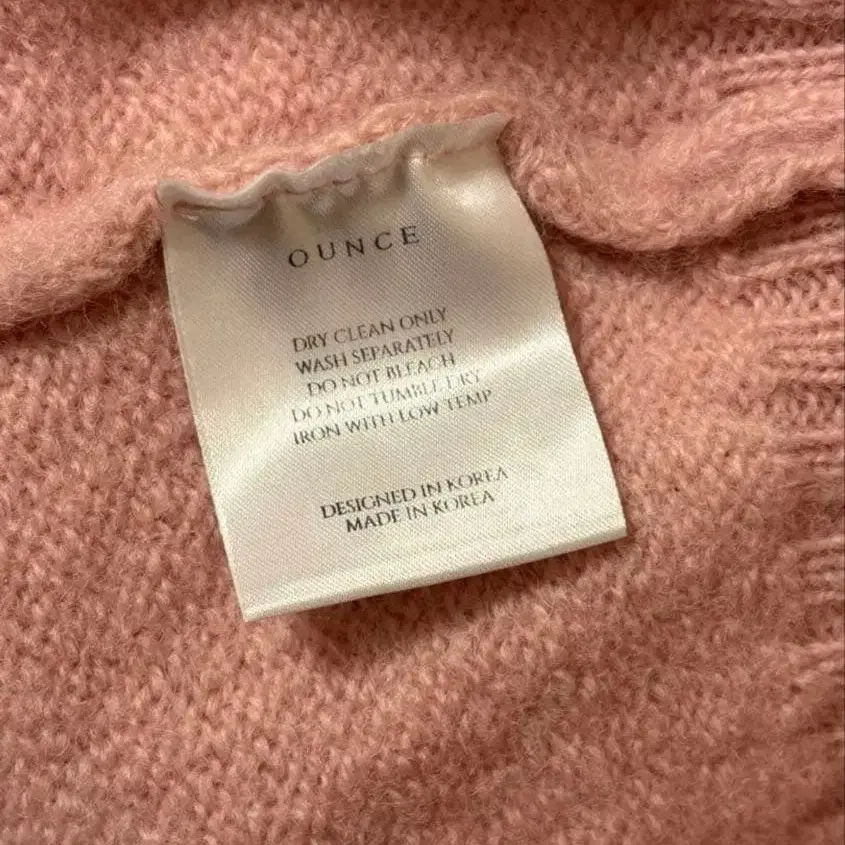 OUNCE
DRY CLEAN ONLY
WASH SEPARATELY
DO NOT BLEACH
DO NOT TUMBLE DRY
IRON WITH LOW TEMP
DESIGNED IN KOREA
MADE IN KOREA